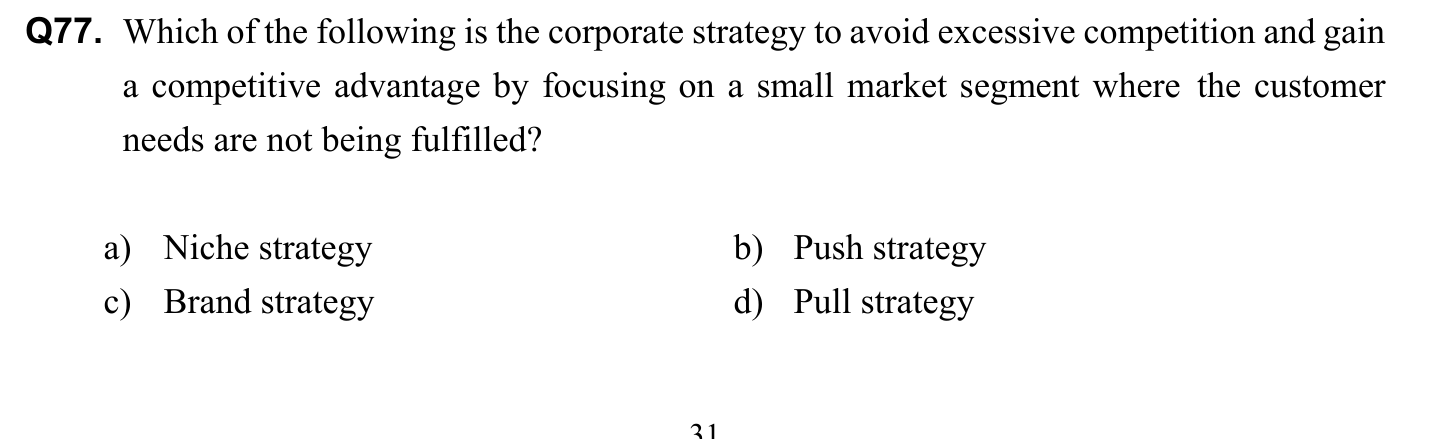 Q77. Which of the following is the corporate strategy to avoid excessive competition and gain
a competitive advantage by focusing on a small market segment where the customer
needs are not being fulfilled?
a) Niche strategy b) Push strategy
c) Brand strategy d) Pull strategy
31